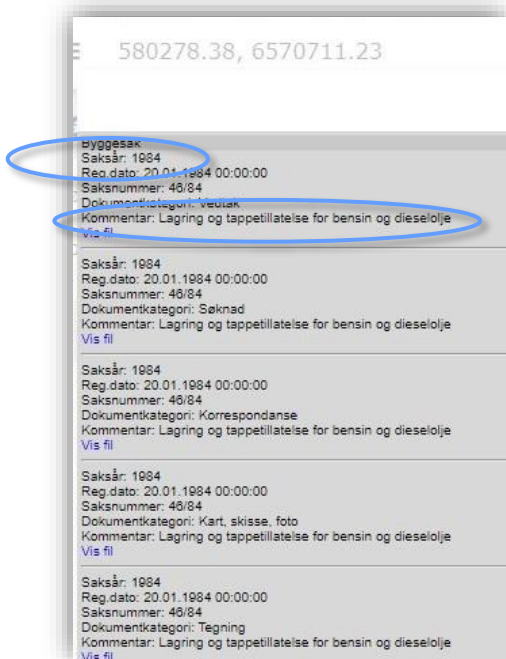 580278.38, 6570711.23
Byggesak
Saksår: 1984
Reg.dato: 20.01.1984 00:00:00
Saksnummer: 46/84
Dokumentkategori: Vedtak
Kommentar: Lagring og tappetillatelse for bensin og dieselolje
Vis fil
Saksår: 1984
Reg.dato: 20.01.1984 00:00:00
Saksnummer: 46/84
Dokumentkategori: Søknad
Kommentar: Lagring og tappetillatelse for bensin og dieselolje
Vis fil
Saksår: 1984
Reg.dato: 20.01.1984 00:00:00
Saksnummer: 46/84
Dokumentkategori: Korrespondanse
Kommentar: Lagring og tappetillatelse for bensin og dieselolje
Vis fil
Saksår: 1984
Reg.dato: 20.01.1984 00:00:00
Saksnummer: 46/84
Dokumentkategori: Kart, skisse, foto
Kommentar: Lagring og tappetillatelse for bensin og dieselolje
Vis fil
Saksår: 1984
Reg.dato: 20.01.1984 00:00:00
Saksnummer: 46/84
Dokumentkategori: Tegning
Kommentar: Lagring og tappetillatelse for bensin og dieselolje
Vis fil